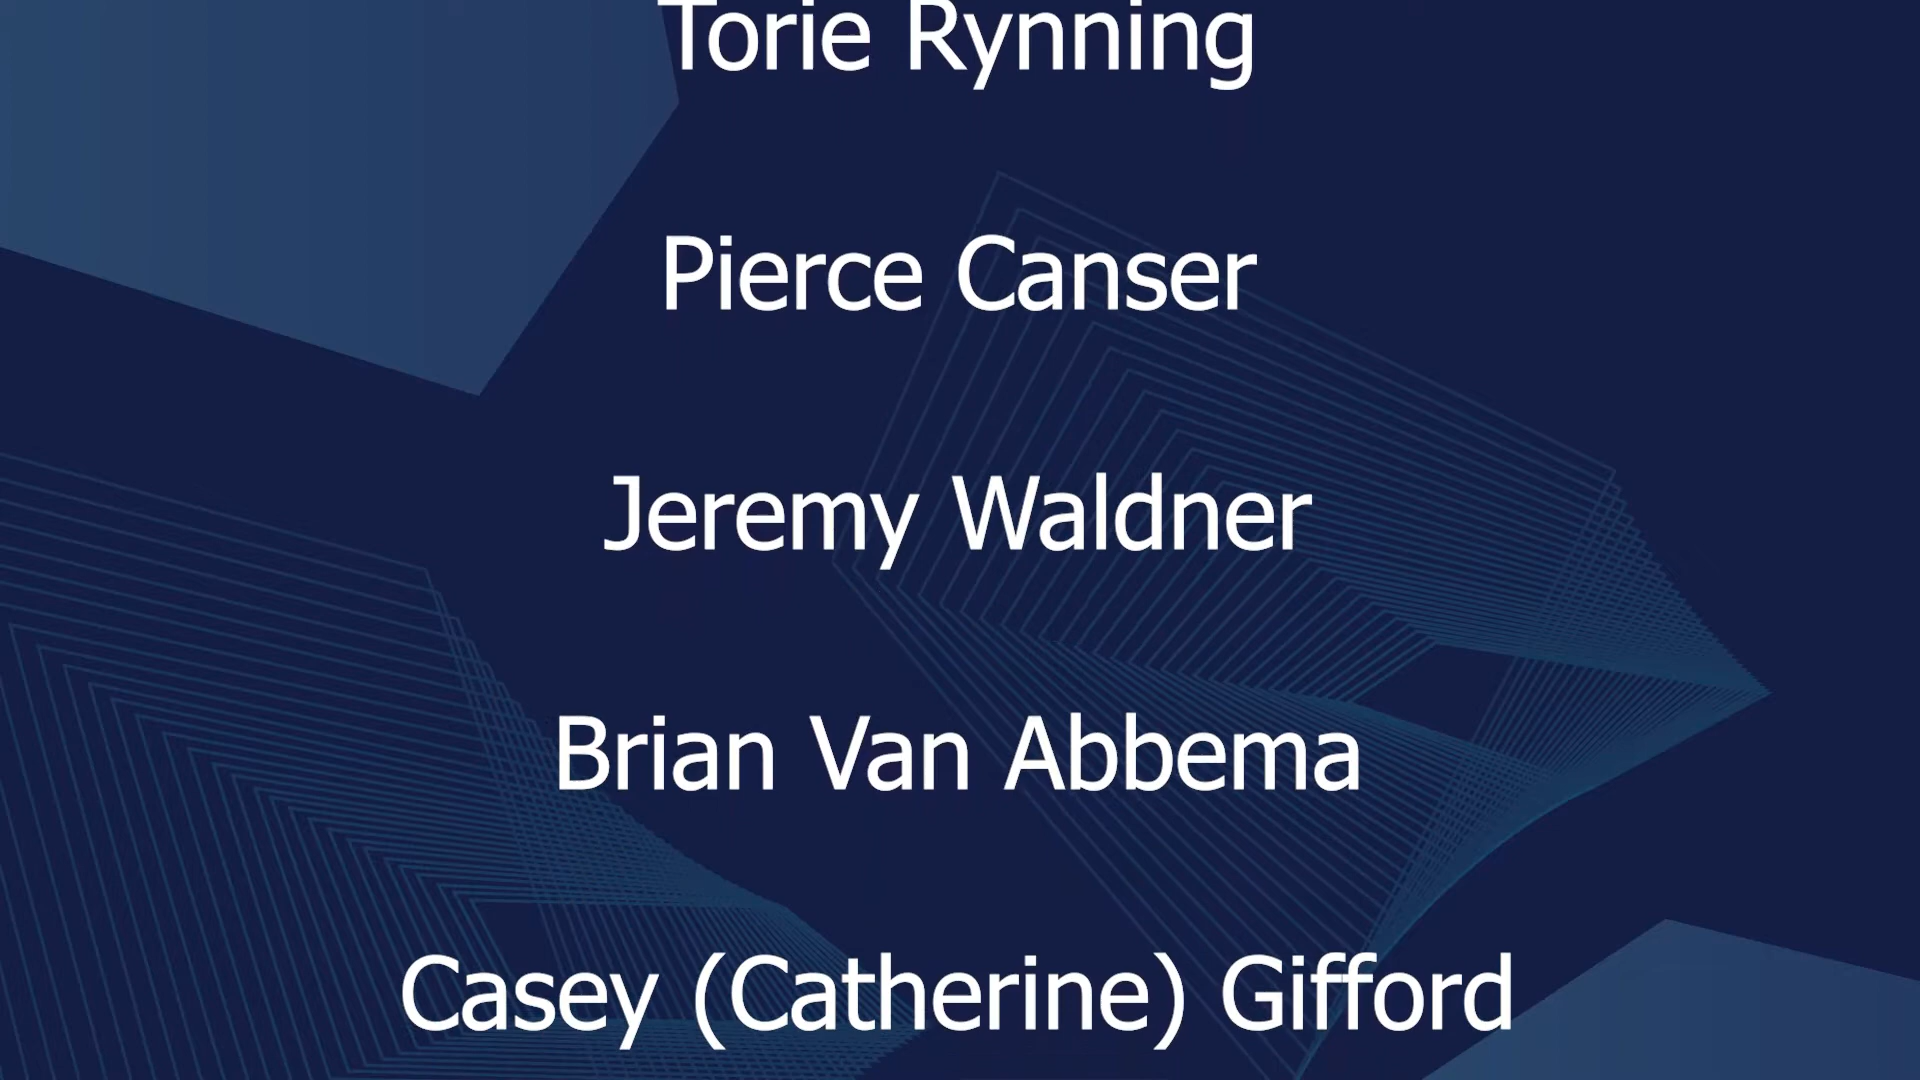 Torie Rynning
Pierce Canser
Jeremy Waldner
Brian Van Abbema
Casey (Catherine) Gifford